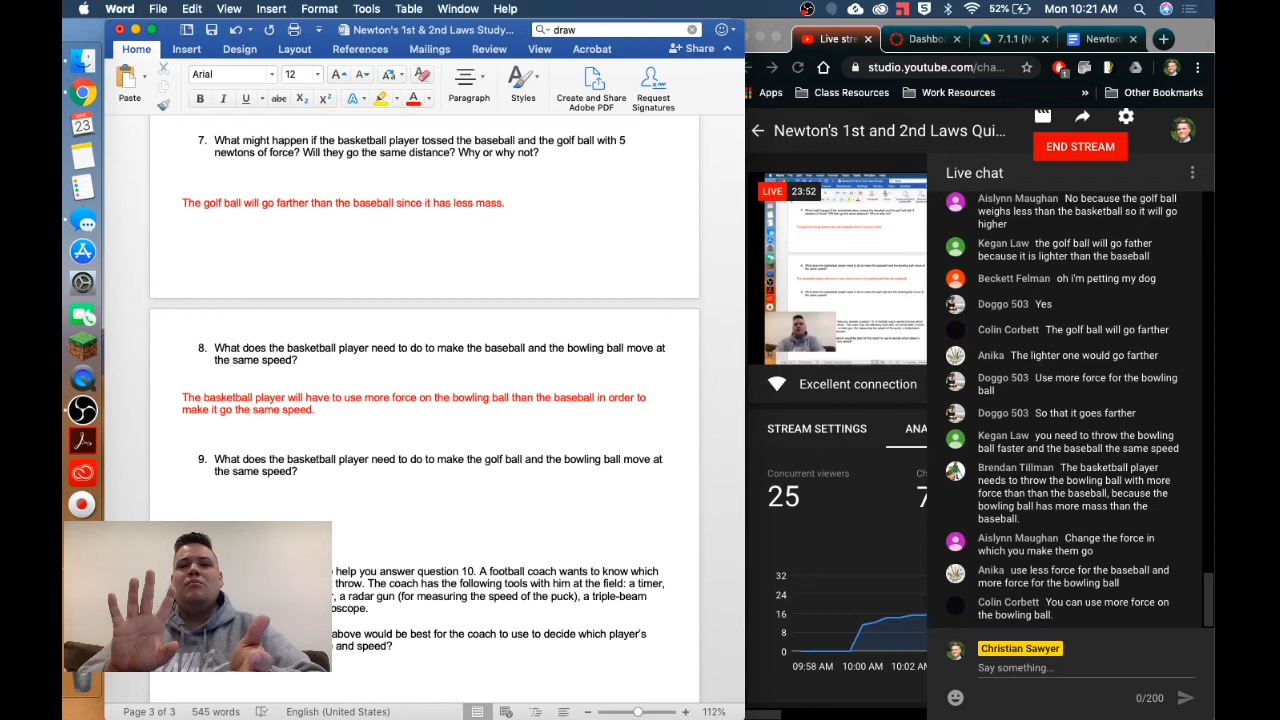 Word File Edit View Insert Format Tools Table Window Help
52% Mon 10:21 AM
Newton's 1st & 2nd Laws Study...
draw
Home Insert Design Layout References Mailings Review View Acrobat Share
Paste
Arial 12
Paragraph Styles Create and Share Adobe PDF Request Signatures
7. What might happen if the basketball player tossed the baseball and the golf ball with 5
newtons of force? Will they go the same distance? Why or why not?
The golf ball will go farther than the baseball since it has less mass.
8. What does the basketball player need to do to make the baseball and the bowling ball move at
the same speed?
The basketball player will have to use more force on the bowling ball than the baseball in order to
make it go the same speed.
9. What does the basketball player need to do to make the golf ball and the bowling ball move at
the same speed?
help you answer question 10. A football coach wants to know which
throw. The coach has the following tools with him at the field: a timer,
, a radar gun (for measuring the speed of the puck), a triple-beam
oscope.
above would be best for the coach to use to decide which player's
and speed?
Page 3 of 3 545 words English (United States) 112%
Live stre Dashbo 7.1.1 (N Newton
studio.youtube.com/cha...
Apps Class Resources Work Resources » Other Bookmarks
Newton's 1st and 2nd Laws Qui...
END STREAM
LIVE 23:52
Excellent connection
STREAM SETTINGS ANA
Concurrent viewers
25
32
24
16
8
0
09:58 AM 10:00 AM 10:02 AM
Live chat
Aislynn Maughan No because the golf ball
weighs less than the basketball so it will go
higher
Kegan Law the golf ball will go father
because it is lighter than the baseball
Beckett Felman oh i'm petting my dog
Doggo 503 Yes
Colin Corbett The golf ball will go farther
Anika The lighter one would go farther
Doggo 503 Use more force for the bowling
ball
Doggo 503 So that it goes farther
Kegan Law you need to throw the bowling
ball faster and the baseball the same speed
Brendan Tillman The basketball player
needs to throw the bowling ball with more
force than than the baseball, because the
bowling ball has more mass than the
baseball.
Aislynn Maughan Change the force in
which you make them go
Anika use less force for the baseball and
more force for the bowling ball
Colin Corbett You can use more force on
the bowling ball.
Christian Sawyer
Say something...
0/200